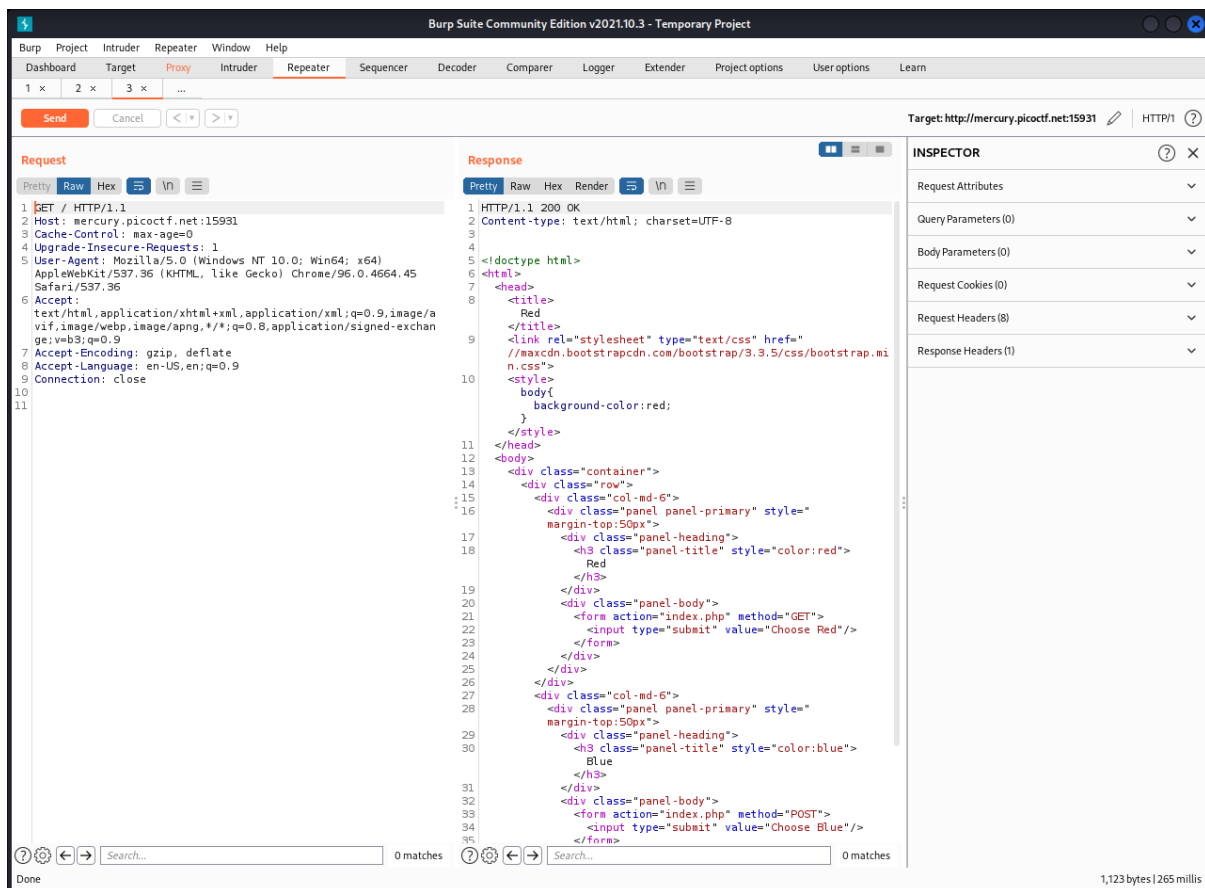 Burp Suite Community Edition v2021.10.3 - Temporary Project
Burp Project Intruder Repeater Window Help
Dashboard Target Proxy Intruder Repeater Sequencer Decoder Comparer Logger Extender Project options User options Learn
1 × 2 × 3 × ...
Send Cancel < | ▾ > | ▾ Target: http://mercury.picoctf.net:15931 HTTP/1 ?
Request
Pretty Raw Hex \n
1 GET / HTTP/1.1
2 Host: mercury.picoctf.net:15931
3 Cache-Control: max-age=0
4 Upgrade-Insecure-Requests: 1
5 User-Agent: Mozilla/5.0 (Windows NT 10.0; Win64; x64)
AppleWebKit/537.36 (KHTML, like Gecko) Chrome/96.0.4664.45
Safari/537.36
6 Accept:
text/html,application/xhtml+xml,application/xml;q=0.9,image/a
vif,image/webp,image/apng,*/*;q=0.8,application/signed-exchan
ge;v=b3;q=0.9
7 Accept-Encoding: gzip, deflate
8 Accept-Language: en-US,en;q=0.9
9 Connection: close
10
11
? Search... 0 matches
Response
Pretty Raw Hex Render \n
1 HTTP/1.1 200 OK
2 Content-type: text/html; charset=UTF-8
3
4
5 <!doctype html>
6 <html>
7 <head>
8 <title>
Red
</title>
9 <link rel="stylesheet" type="text/css" href="
//maxcdn.bootstrapcdn.com/bootstrap/3.3.5/css/bootstrap.mi
n.css">
10 <style>
body{
background-color:red;
}
</style>
11 </head>
12 <body>
13 <div class="container">
14 <div class="row">
15 <div class="col-md-6">
16 <div class="panel panel-primary" style="
margin-top:50px">
17 <div class="panel-heading">
18 <h3 class="panel-title" style="color:red">
Red
</h3>
19 </div>
20 <div class="panel-body">
21 <form action="index.php" method="GET">
22 <input type="submit" value="Choose Red"/>
23 </form>
24 </div>
25 </div>
26 </div>
27 <div class="col-md-6">
28 <div class="panel panel-primary" style="
margin-top:50px">
29 <div class="panel-heading">
30 <h3 class="panel-title" style="color:blue">
Blue
</h3>
31 </div>
32 <div class="panel-body">
33 <form action="index.php" method="POST">
34 <input type="submit" value="Choose Blue"/>
35 </form>
? Search... 0 matches
INSPECTOR ? ×
Request Attributes
Query Parameters (0)
Body Parameters (0)
Request Cookies (0)
Request Headers (8)
Response Headers (1)
Done 1,123 bytes | 265 millis